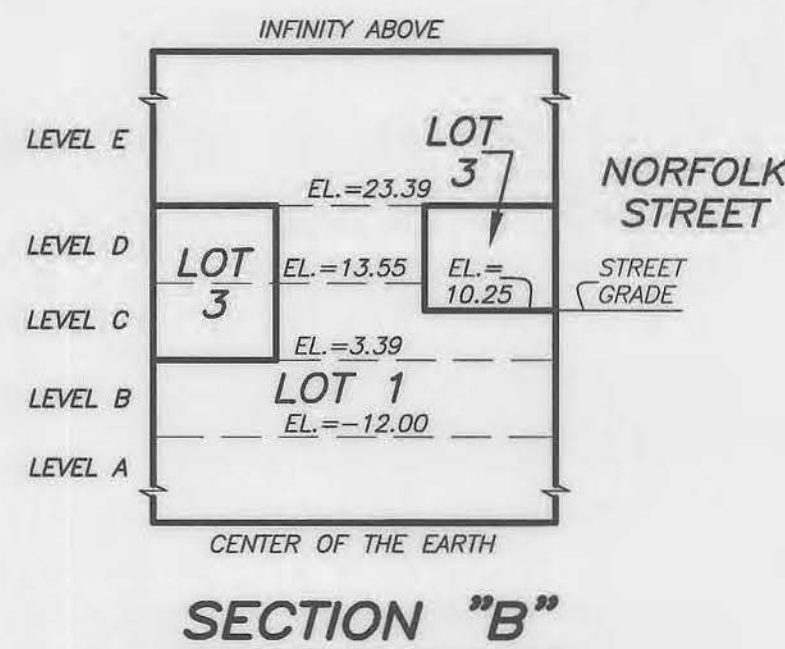 INFINITY ABOVE
LEVEL E
LOT
3
NORFOLK
STREET
EL.=23.39
LEVEL D
LOT
3
EL.=13.55
EL.=
10.25
STREET
GRADE
LEVEL C
EL.=3.39
LEVEL B
LOT 1
EL.=-12.00
LEVEL A
CENTER OF THE EARTH
SECTION "B"